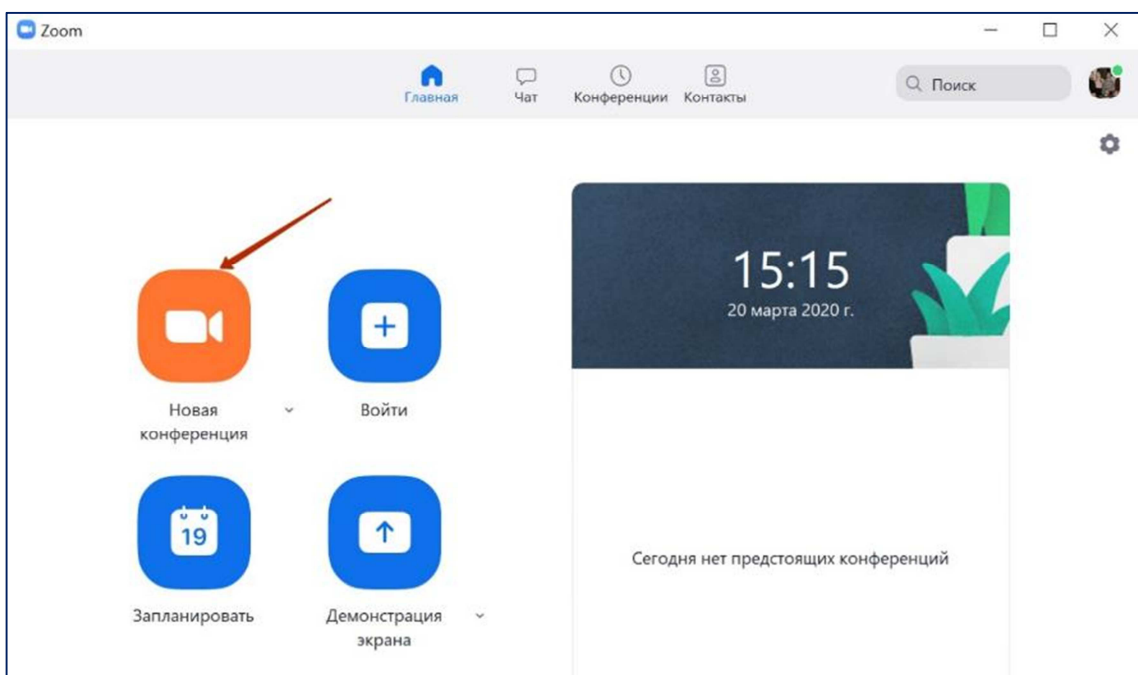 Zoom
Главная
Чат
Конференции
Контакты
Поиск
15:15
20 марта 2020 г.
Новая
конференция
Войти
19
Запланировать
Демонстрация
экрана
Сегодня нет предстоящих конференций